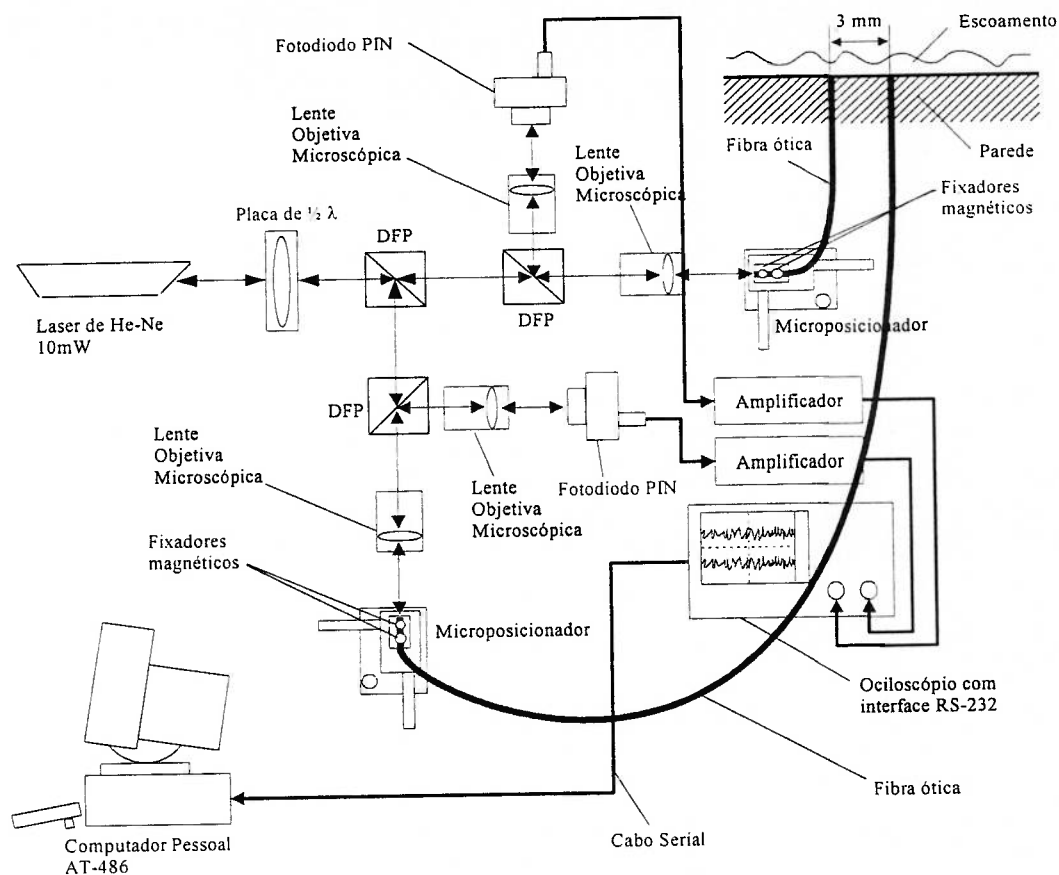 3 mm
Escoamento
Fotodiodo PIN
Lente
Objetiva
Microscópica
Lente
Objetiva
Microscópica
Fibra ótica
Parede
Fixadores
magnéticos
Placa de ½ λ
DFP
DFP
Laser de He-Ne
10mW
Microposicionador
DFP
Amplificador
Amplificador
Lente
Objetiva
Microscópica
Lente
Objetiva
Microscópica
Fotodiodo PIN
Fixadores
magnéticos
Microposicionador
Ociloscópio com
interface RS-232
Fibra ótica
Cabo Serial
Computador Pessoal
AT-486